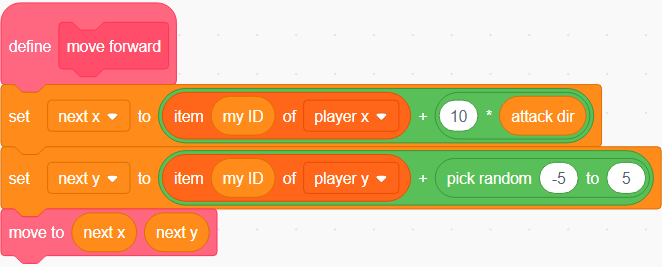 define move forward
set next x to item my ID of player x + 10 * attack dir
set next y to item my ID of player y + pick random -5 to 5
move to next x next y